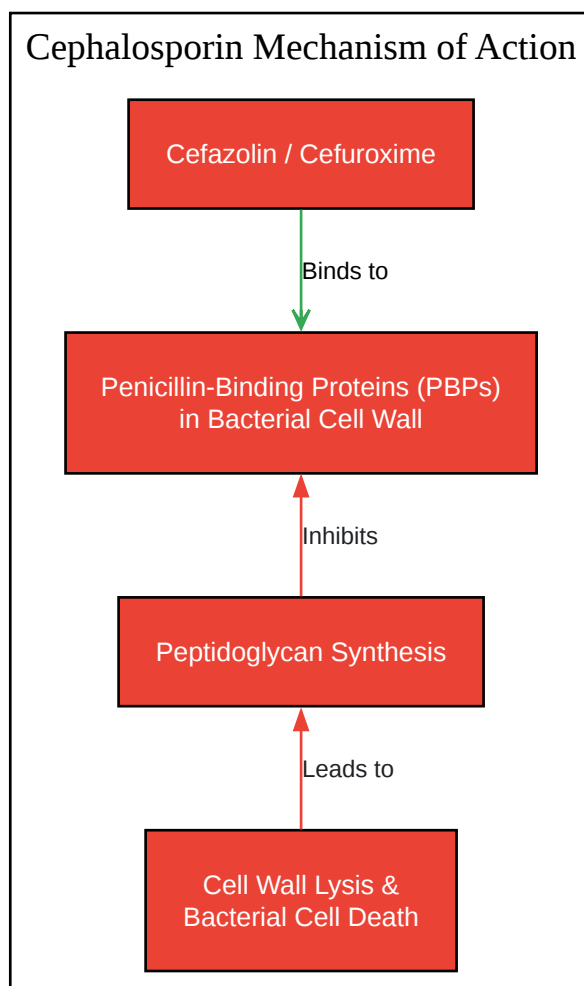 Cephalosporin Mechanism of Action
Cefazolin / Cefuroxime
Binds to
Penicillin-Binding Proteins (PBPs)
in Bacterial Cell Wall
Inhibits
Peptidoglycan Synthesis
Leads to
Cell Wall Lysis &
Bacterial Cell Death